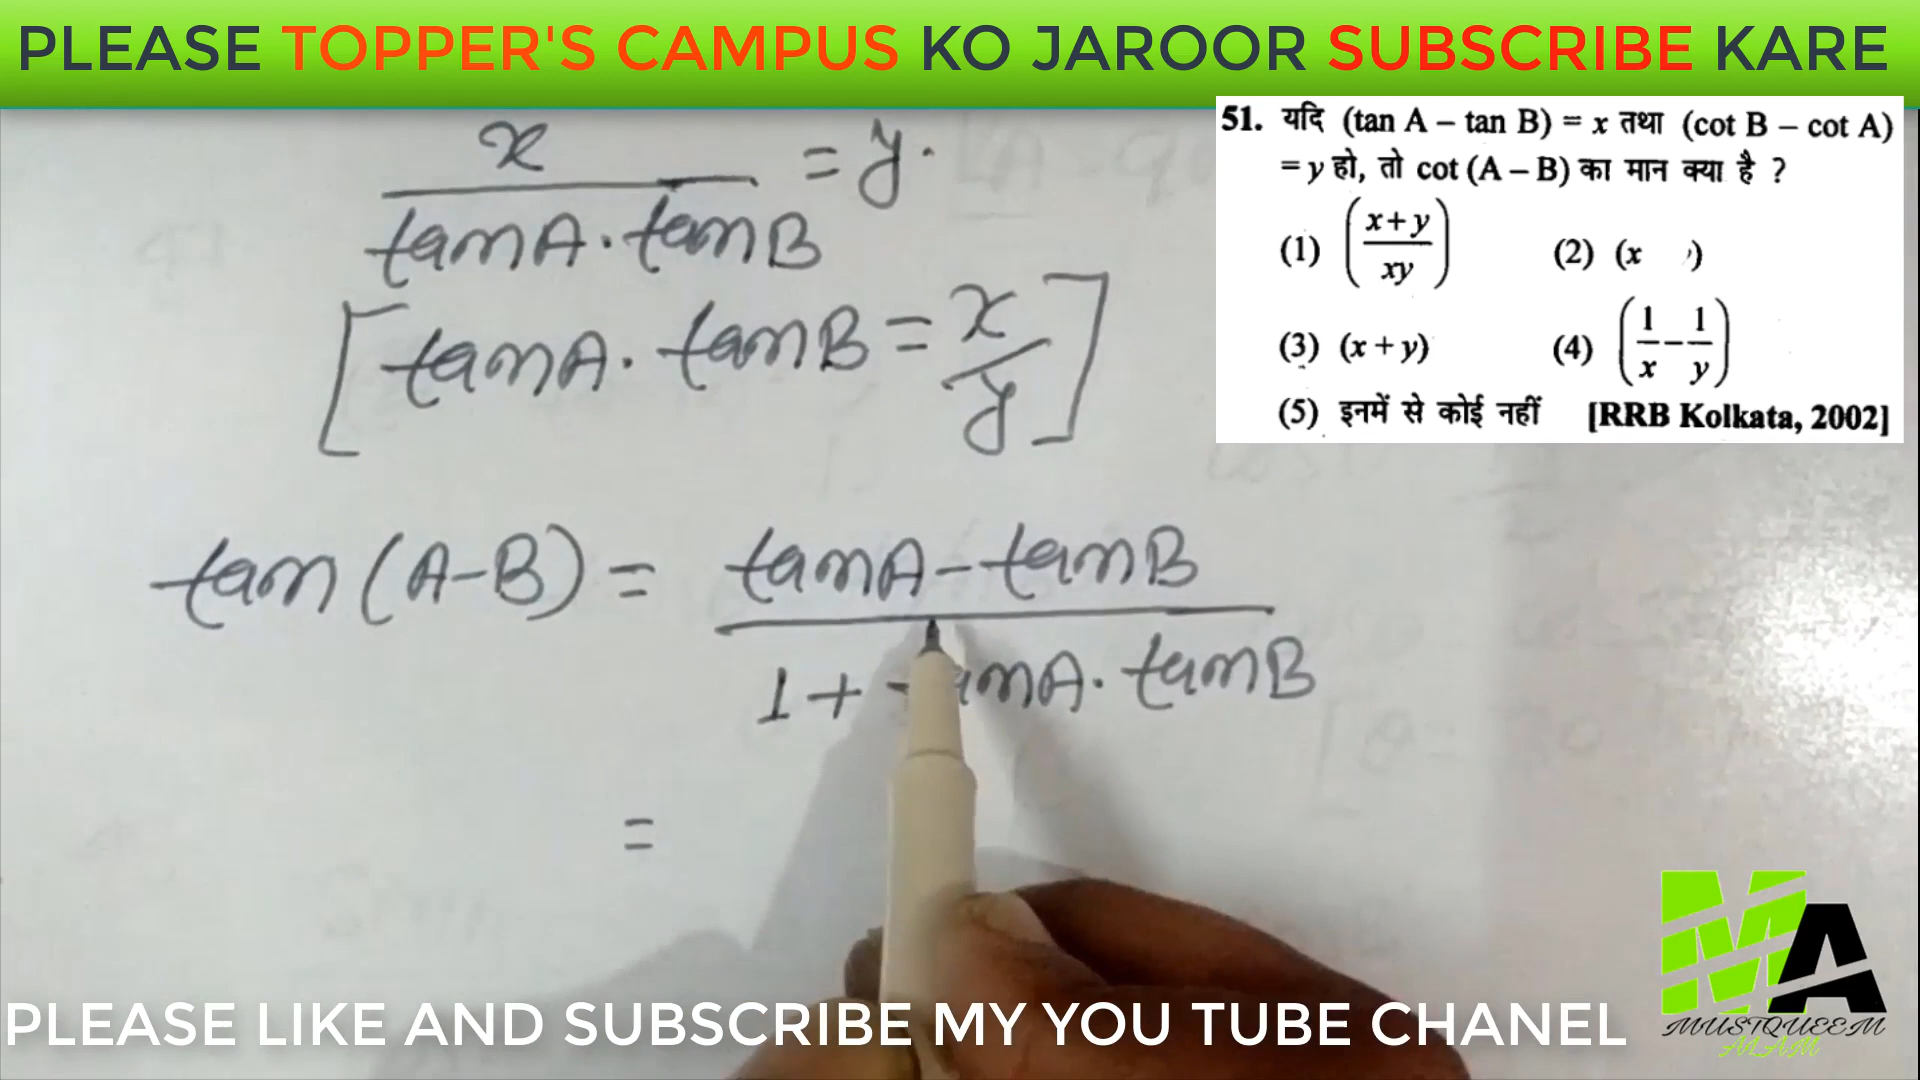 PLEASE TOPPER'S CAMPUS KO JAROOR SUBSCRIBE KARE
x / tanA . tanB = y .
[ tanA . tanB = x / y ]
tan (A-B) = tanA - tanB / 1 + tanA . tanB
=
51. यदि (tan A – tan B) = x तथा (cot B – cot A)
= y हो, तो cot (A – B) का मान क्या है ?
(1) (x+y / xy) (2) (x )
(3) (x + y) (4) (1/x – 1/y)
(5) इनमें से कोई नहीं [RRB Kolkata, 2002]
MA
MUSTQUEEM
ALAM
PLEASE LIKE AND SUBSCRIBE MY YOU TUBE CHANEL